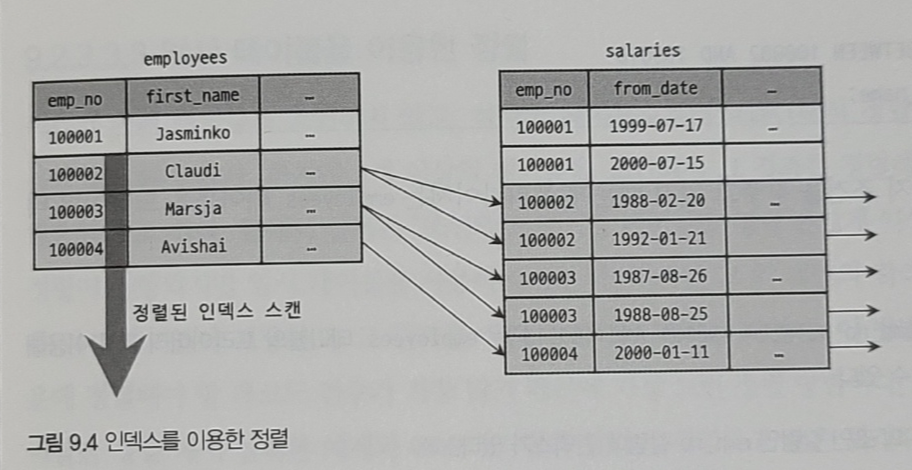 employees
emp_no first_name …
100001 Jasminko …
100002 Claudi …
100003 Marsja …
100004 Avishai …
정렬된 인덱스 스캔
salaries
emp_no from_date …
100001 1999-07-17 …
100001 2000-07-15
100002 1988-02-20 …
100002 1992-01-21
100003 1987-08-26 …
100003 1988-08-25
100004 2000-01-11 …
그림 9.4 인덱스를 이용한 정렬